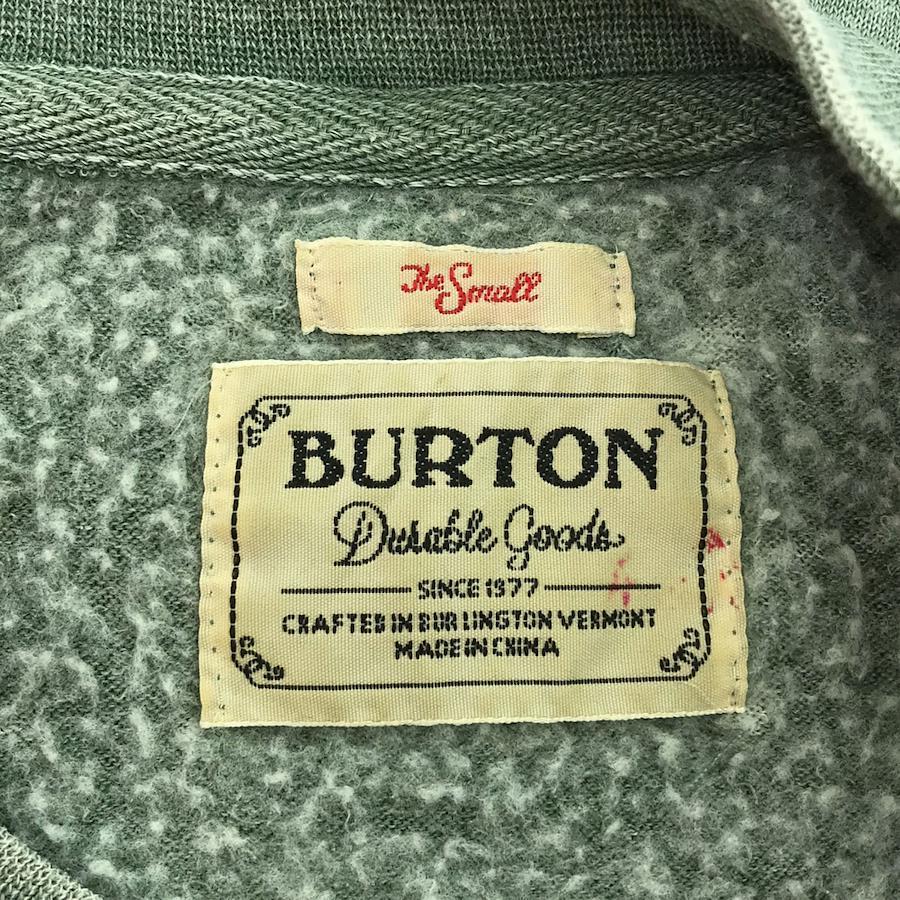 The Small
BURTON
Durable Goods
SINCE 1977
CRAFTED IN BURLINGTON VERMONT
MADE IN CHINA